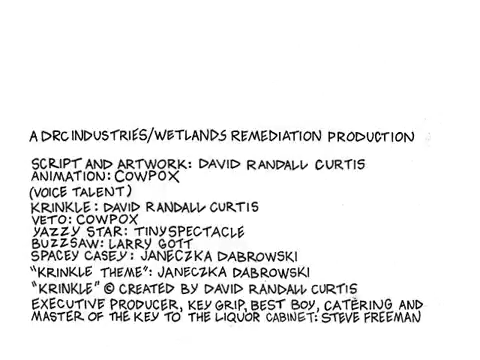 A DRC INDUSTRIES/WETLANDS REMEDIATION PRODUCTION
SCRIPT AND ARTWORK: DAVID RANDALL CURTIS
ANIMATION: COWPOX
(VOICE TALENT)
KRINKLE: DAVID RANDALL CURTIS
VETO: COWPOX
YAZZY STAR: TINYSPECTACLE
BUZZSAW: LARRY GOTT
SPACEY CASEY: JANECZKA DABROWSKI
"KRINKLE THEME": JANECZKA DABROWSKI
"KRINKLE" © CREATED BY DAVID RANDALL CURTIS
EXECUTIVE PRODUCER, KEY GRIP, BEST BOY, CATERING AND
MASTER OF THE KEY TO THE LIQUOR CABINET: STEVE FREEMAN